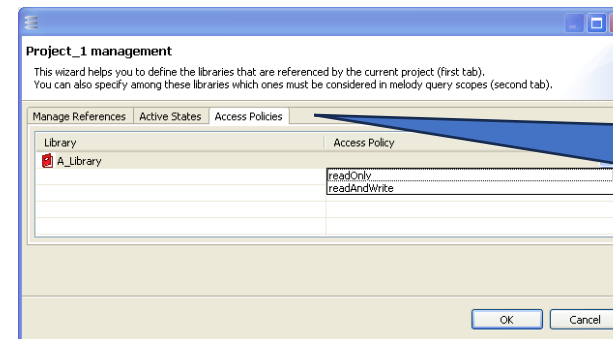 Project_1 management
This wizard helps you to define the libraries that are referenced by the current project (first tab).
You can also specify among these libraries which ones must be considered in melody query scopes (second tab).
Manage References Active States Access Policies
Library Access Policy
A_Library
readOnly
readAndWrite
OK Cancel